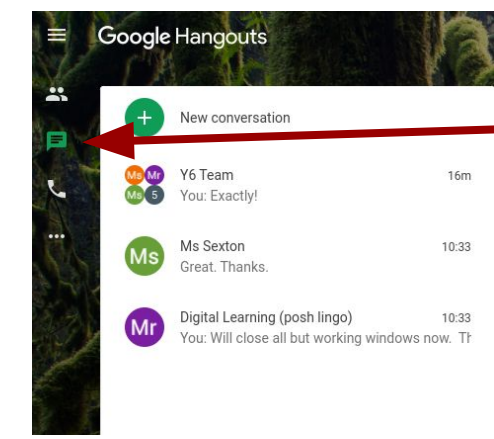 Google Hangouts
New conversation
Ms Mr
Ms 5
Y6 Team 16m
You: Exactly!
Ms
Ms Sexton 10:33
Great. Thanks.
Mr
Digital Learning (posh lingo) 10:33
You: Will close all but working windows now.